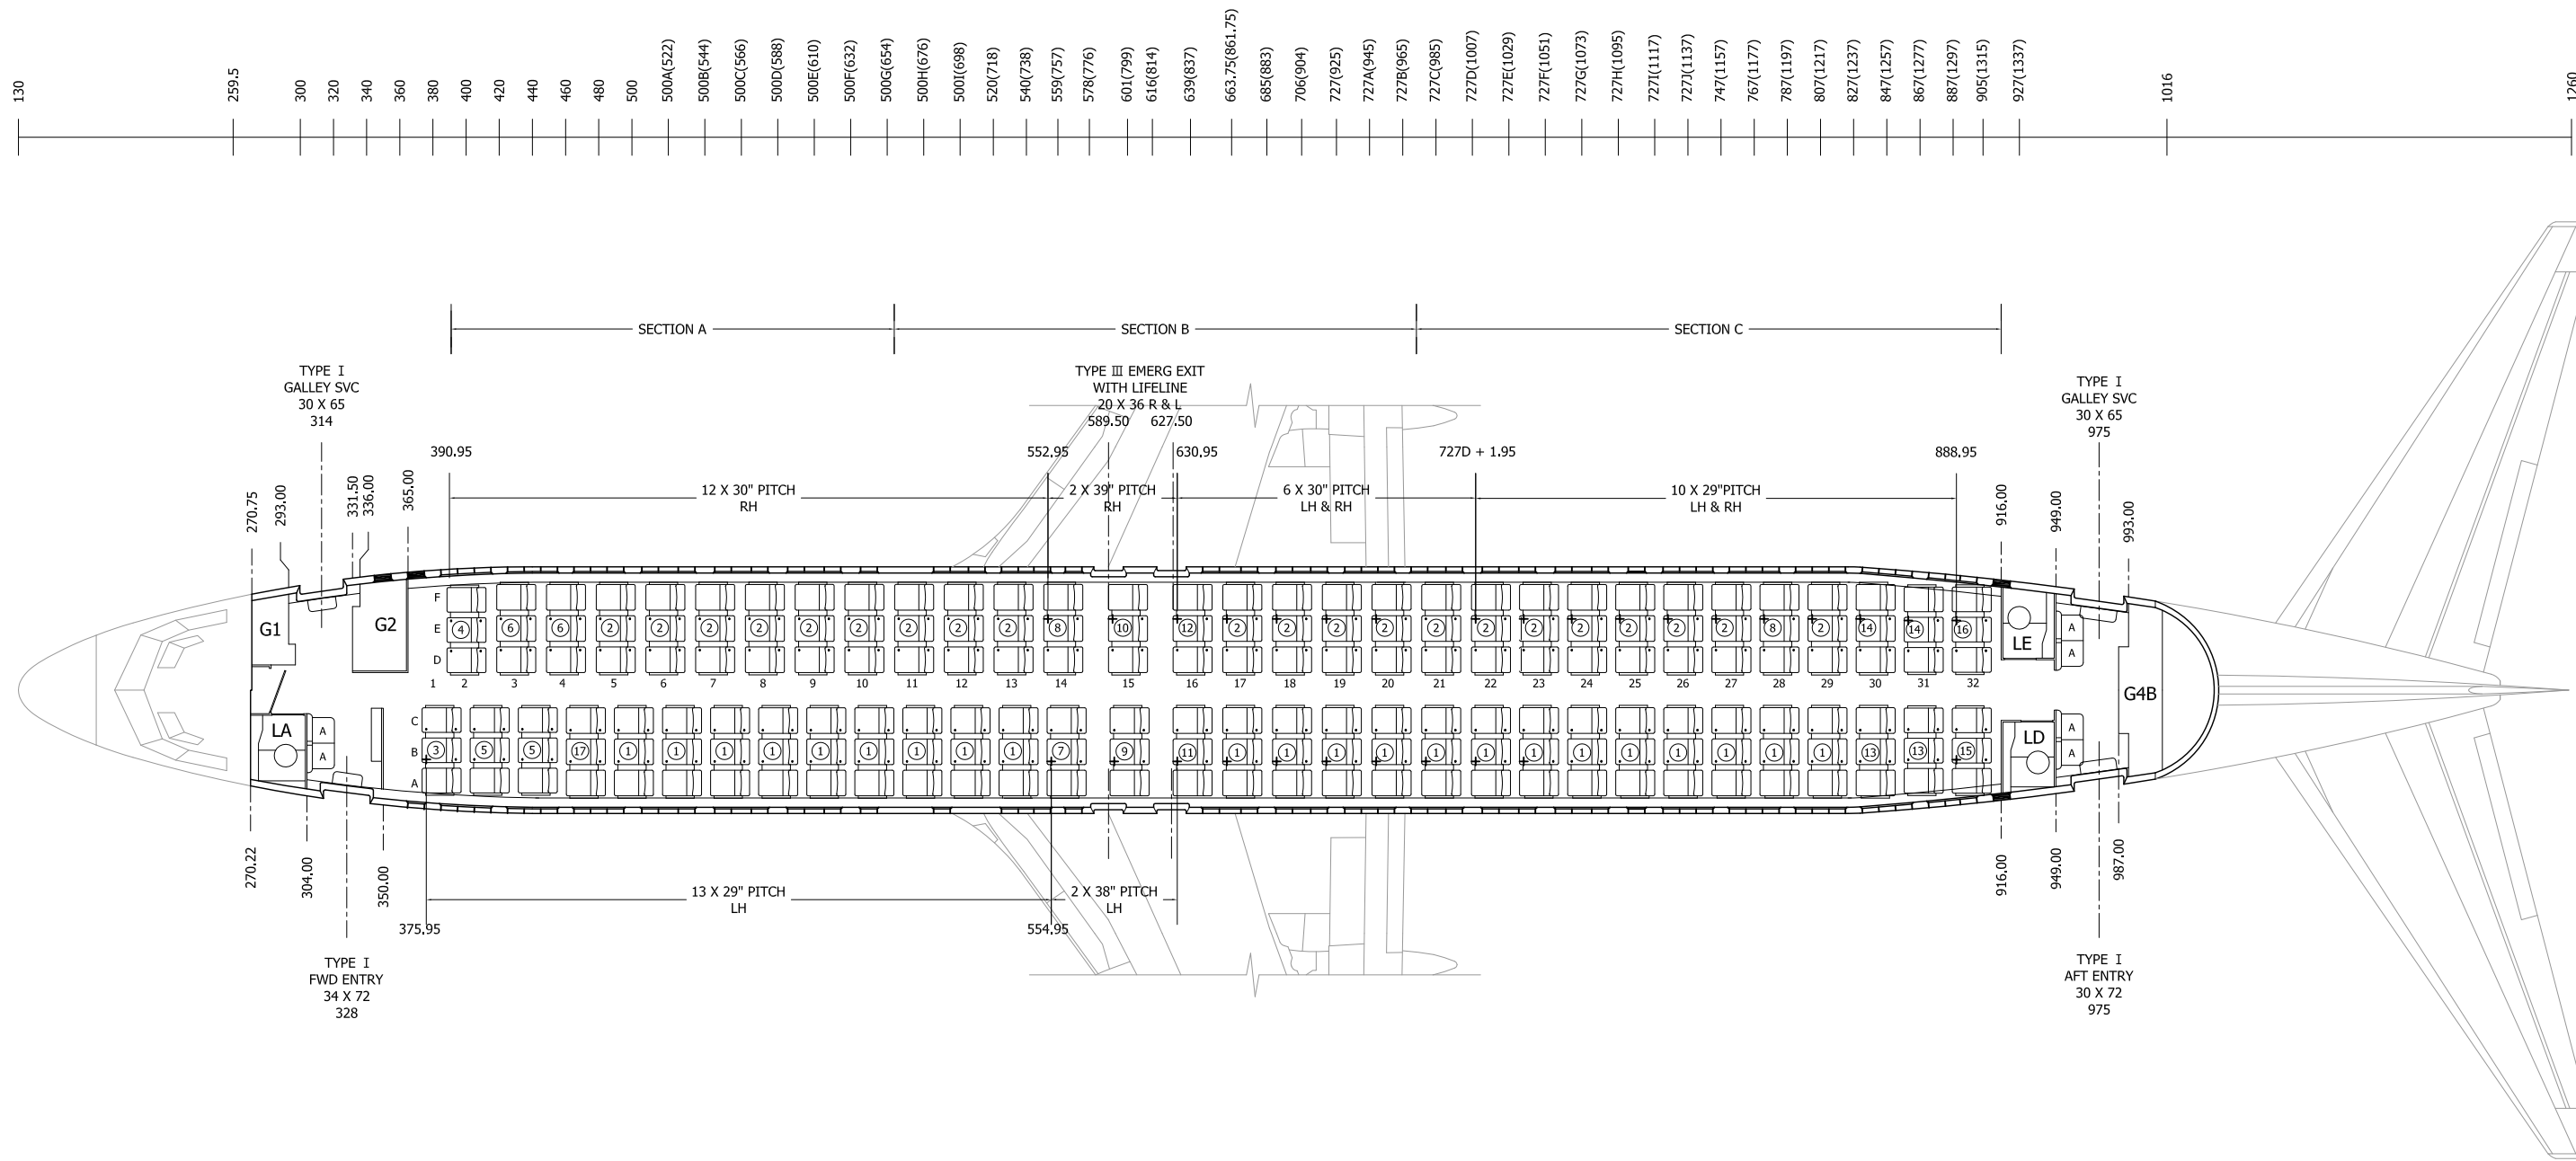 130
259.5
300
320
340
360
380
400
420
440
460
480
500
500A(522)
500B(544)
500C(566)
500D(588)
500E(610)
500F(632)
500G(654)
500H(676)
500I(698)
520(718)
540(738)
559(757)
578(776)
601(799)
616(814)
639(837)
663.75(861.75)
685(883)
706(904)
727(925)
727A(945)
727B(965)
727C(985)
727D(1007)
727E(1029)
727F(1051)
727G(1073)
727H(1095)
727I(1117)
727J(1137)
747(1157)
767(1177)
787(1197)
807(1217)
827(1237)
847(1257)
867(1277)
887(1297)
905(1315)
927(1337)
1016
1260
SECTION A
SECTION B
SECTION C
TYPE I
GALLEY SVC
30 X 65
314
TYPE III EMERG EXIT
WITH LIFELINE
20 X 36 R & L
589.50 627.50
TYPE I
GALLEY SVC
30 X 65
975
390.95
552.95
630.95
727D + 1.95
888.95
12 X 30" PITCH
RH
2 X 39" PITCH
RH
6 X 30" PITCH
LH & RH
10 X 29"PITCH
LH & RH
270.75
293.00
331.50
336.00
365.00
916.00
949.00
993.00
G1
G2
F
E
D
4 6 6 2 2 2 2 2 2 2 2 2 8 10 12 2 2 2 2 2 2 2 2 2 2 2 8 2 14 14 16
LE
A
A
1 2 3 4 5 6 7 8 9 10 11 12 13 14 15 16 17 18 19 20 21 22 23 24 25 26 27 28 29 30 31 32
G4B
LA
A
A
C
B
A
3 5 5 17 1 1 1 1 1 1 1 1 1 7 9 11 1 1 1 1 1 1 1 1 1 1 1 1 1 13 13 15
LD
A
A
270.22
304.00
350.00
916.00
949.00
987.00
13 X 29" PITCH
LH
2 X 38" PITCH
LH
375.95
554.95
TYPE I
FWD ENTRY
34 X 72
328
TYPE I
AFT ENTRY
30 X 72
975